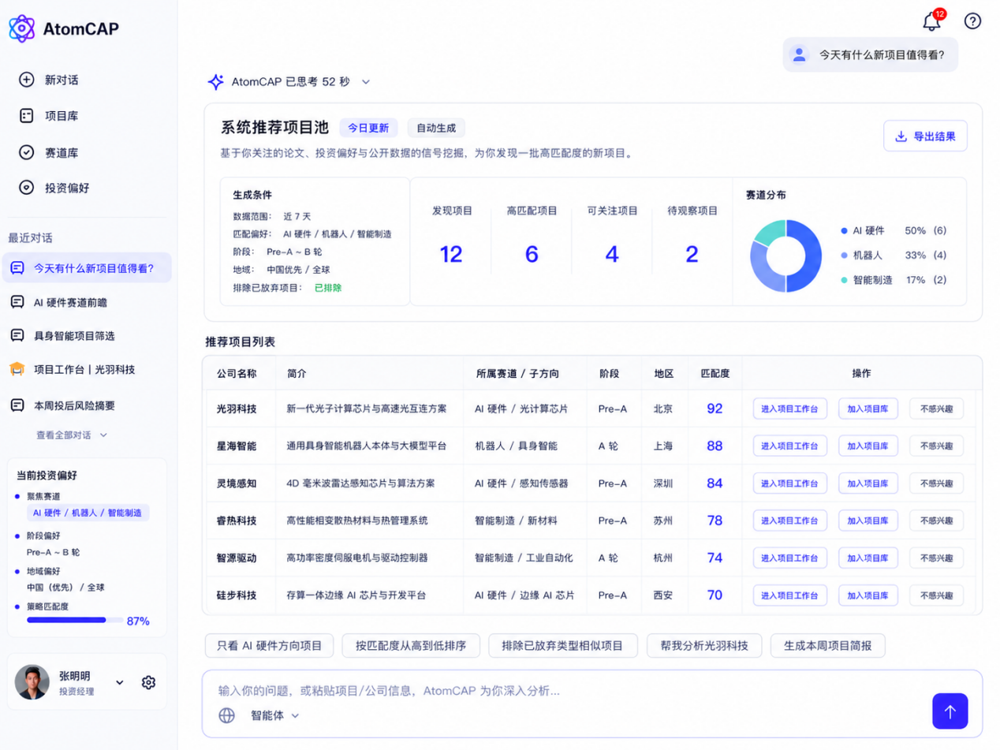 AtomCAP
新对话
项目库
赛道库
投资偏好
最近对话
今天有什么新项目值得看?
AI 硬件赛道前瞻
具身智能项目筛选
项目工作台 | 光羽科技
本周投后风险摘要
查看全部对话
当前投资偏好
聚焦赛道
AI 硬件 / 机器人 / 智能制造
阶段偏好
Pre-A ~ B 轮
地域偏好
中国（优先） / 全球
策略匹配度
87%
张明明
投资经理
12
今天有什么新项目值得看?
AtomCAP 已思考 52 秒
系统推荐项目池 今日更新 自动生成
导出结果
基于你关注的论文、投资偏好与公开数据的信号挖掘，为你发现一批高匹配度的新项目。
生成条件
数据范围： 近 7 天
匹配偏好： AI 硬件 / 机器人 / 智能制造
阶段： Pre-A ~ B 轮
地域： 中国优先 / 全球
排除已放弃项目： 已排除
发现项目 高匹配项目 可关注项目 待观察项目
12 6 4 2
赛道分布
AI 硬件 50% (6)
机器人 33% (4)
智能制造 17% (2)
推荐项目列表
公司名称 简介 所属赛道 / 子方向 阶段 地区 匹配度 操作
光羽科技 新一代光子计算芯片与高速光互连方案 AI 硬件 / 光计算芯片 Pre-A 北京 92 进入项目工作台 加入项目库 不感兴趣
星海智能 通用具身智能机器人本体与大模型平台 机器人 / 具身智能 A 轮 上海 88 进入项目工作台 加入项目库 不感兴趣
灵境感知 4D 毫米波雷达感知芯片与算法方案 AI 硬件 / 感知传感器 Pre-A 深圳 84 进入项目工作台 加入项目库 不感兴趣
睿热科技 高性能相变散热材料与热管理系统 智能制造 / 新材料 Pre-A 苏州 78 进入项目工作台 加入项目库 不感兴趣
智源驱动 高功率密度伺服电机与驱动控制器 智能制造 / 工业自动化 A 轮 杭州 74 进入项目工作台 加入项目库 不感兴趣
硅步科技 存算一体边缘 AI 芯片与开发平台 AI 硬件 / 边缘 AI 芯片 Pre-A 西安 70 进入项目工作台 加入项目库 不感兴趣
只看 AI 硬件方向项目 按匹配度从高到低排序 排除已放弃类型相似项目 帮我分析光羽科技 生成本周项目简报
输入你的问题，或粘贴项目/公司信息，AtomCAP 为你深入分析...
智能体